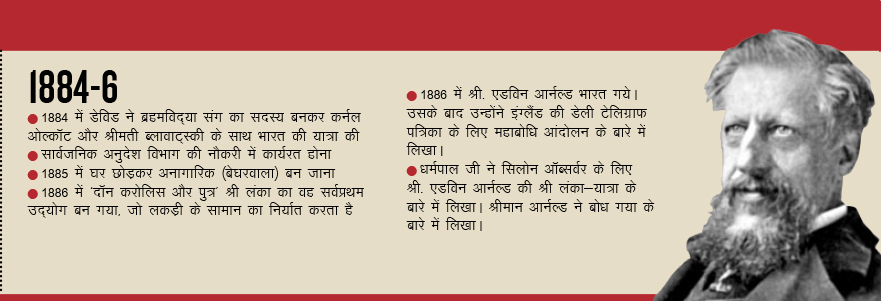 1884-6
● 1884 में डेविड ने ब्रहमविद्या संग का सदस्य बनकर कर्नल
ओल्कॉट और श्रीमती ब्लावाट्स्की के साथ भारत की यात्रा की
● सार्वजनिक अनुदेश विभाग की नौकरी में कार्यरत होना
● 1885 में घर छोड़कर अनागारिक (बेघरवाला) बन जाना
● 1886 में 'दॉन करोलिस और पुत्र' श्री लंका का वह सर्वप्रथम
उद्योग बन गया, जो लकड़ी के सामान का निर्यात करता है
● 1886 में श्री. एडविन आर्नल्ड भारत गये।
उसके बाद उन्होंने इंग्लैंड की डेली टेलिग्राफ
पत्रिका के लिए महाबोधि आंदोलन के बारे में
लिखा।
● धर्मपाल जी ने सिलोन ऑब्सर्वर के लिए
श्री. एडविन आर्नल्ड की श्री लंका–यात्रा के
बारे में लिखा। श्रीमान आर्नल्ड ने बोध गया के
बारे में लिखा।